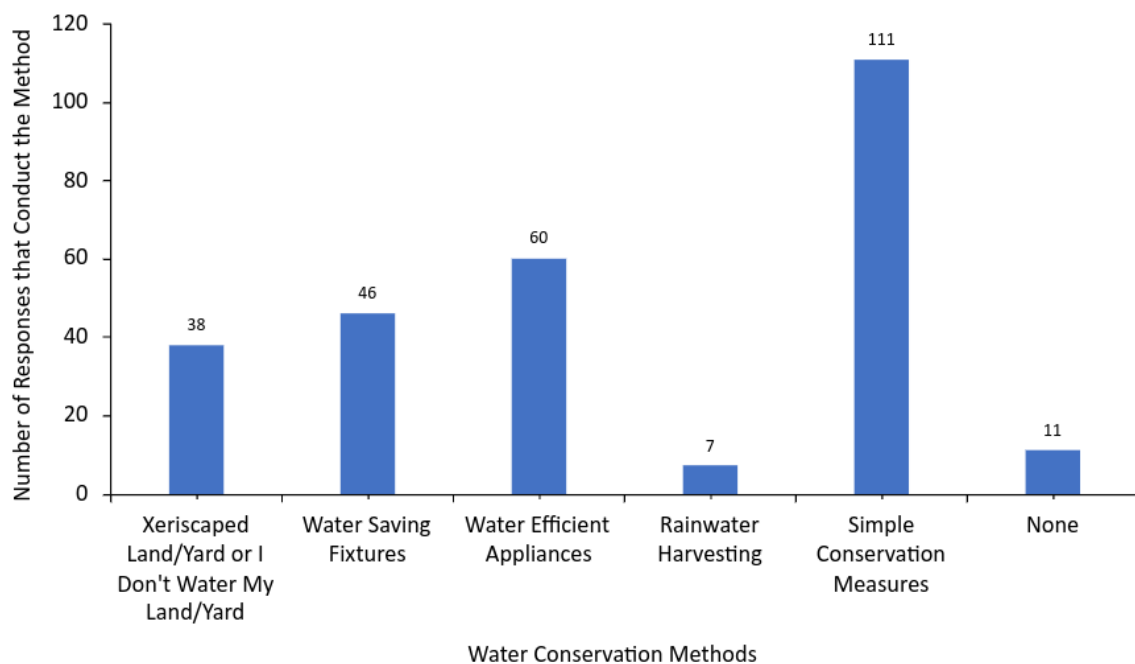 Number of Responses that Conduct the Method
120
100
80
60
40
20
0
38
46
60
7
111
11
Xeriscaped
Land/Yard or I
Don't Water My
Land/Yard
Water Saving
Fixtures
Water Efficient
Appliances
Rainwater
Harvesting
Simple
Conservation
Measures
None
Water Conservation Methods